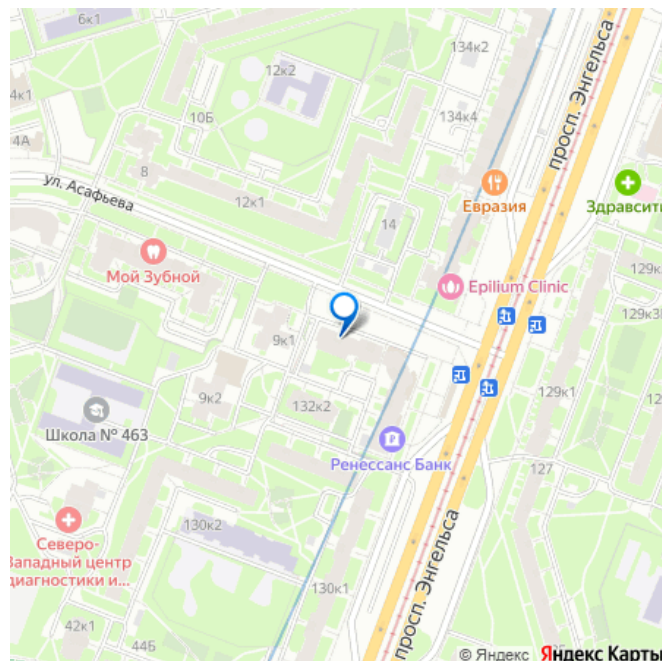 6к1
134к2
12к2
4к1
10Б
134к4
просп. Энгельса
4А
8
ул. Асафьева
12к1
Евразия
Здравсити
14
Мой Зубной
Epilium Clinic
129к
129к3
9к1
9к2
132к2
129к1
Школа № 463
Ренессанс Банк
127
130к2
Северо-
Западный центр
диагностики и...
просп. Энгельса
130к1
42к1
44Б
© Яндекс Яндекс Карты